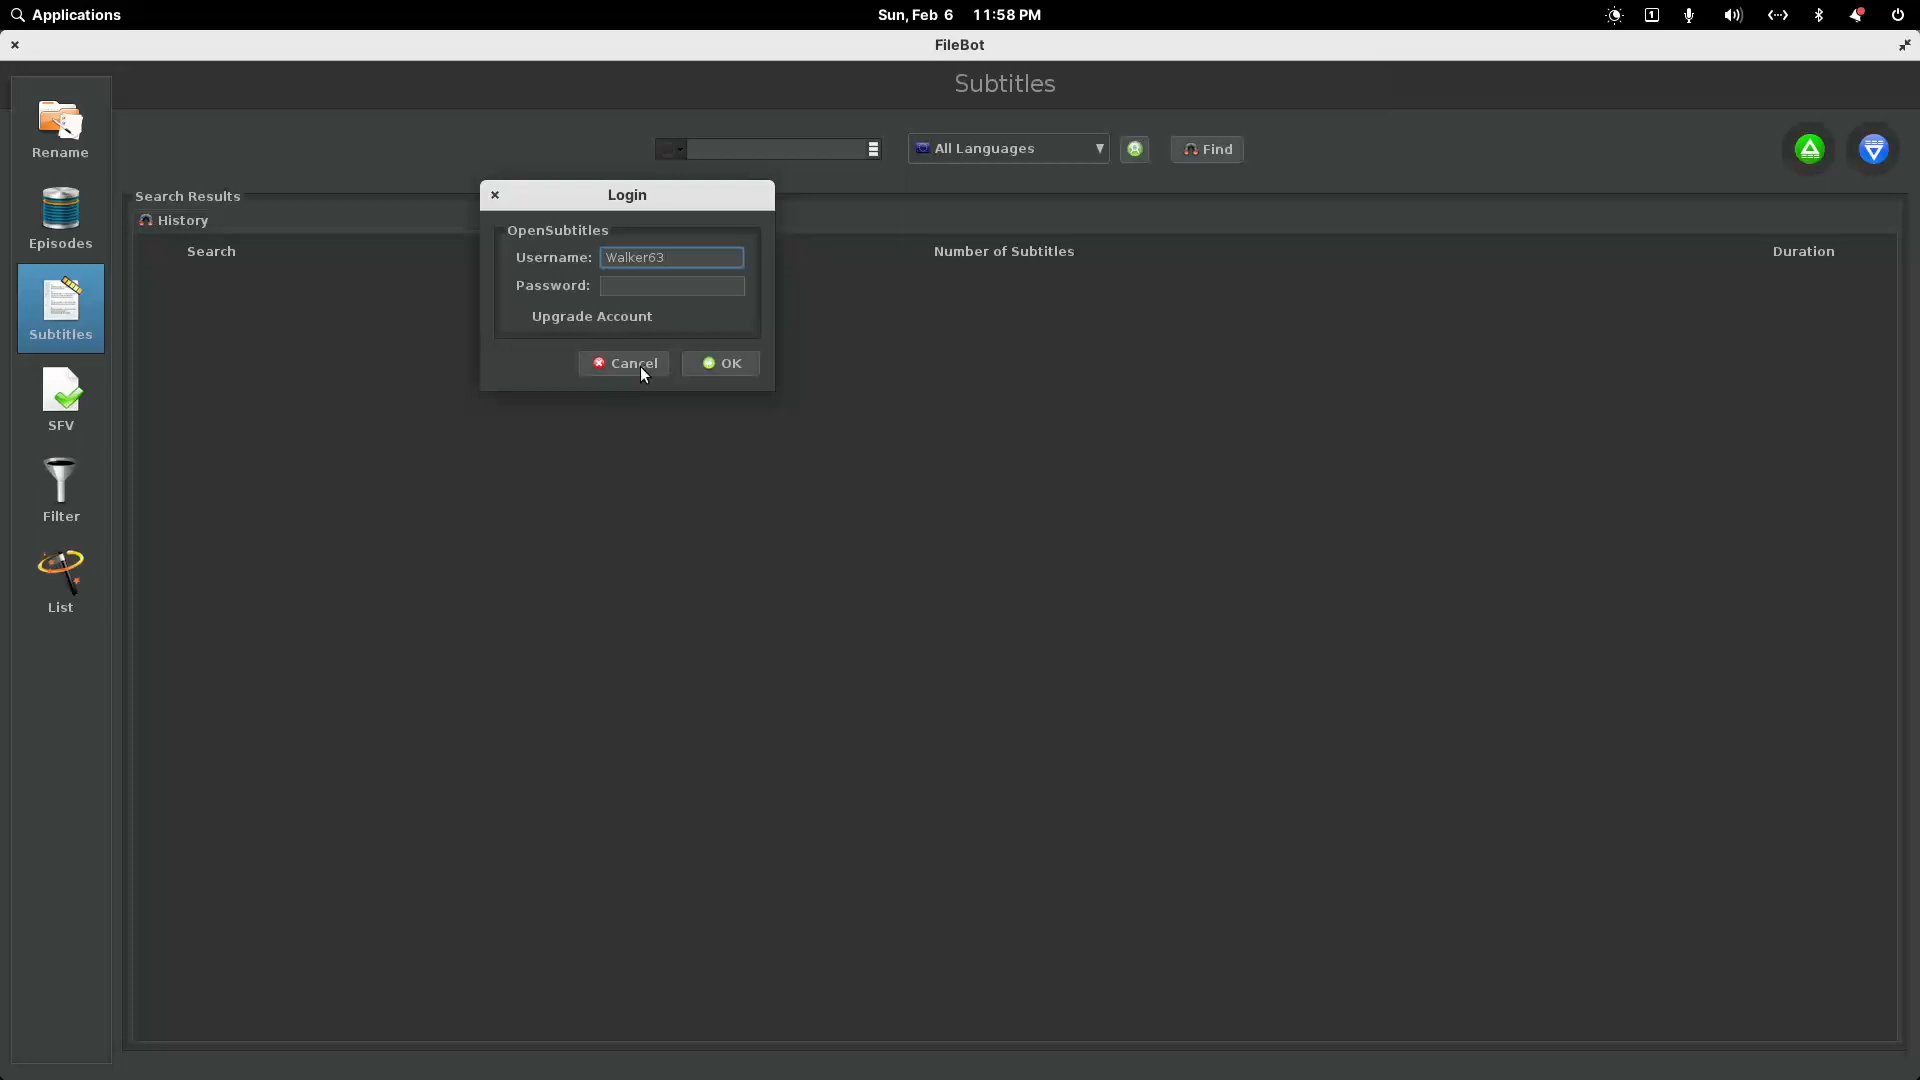 Applications
Sun, Feb 6 11:58 PM
1
FileBot
Subtitles
Rename
Episodes
Subtitles
SFV
Filter
List
All Languages
Find
Search Results
History
Search
Number of Subtitles
Duration
Login
OpenSubtitles
Username: Walker63
Password:
Upgrade Account
Cancel
OK